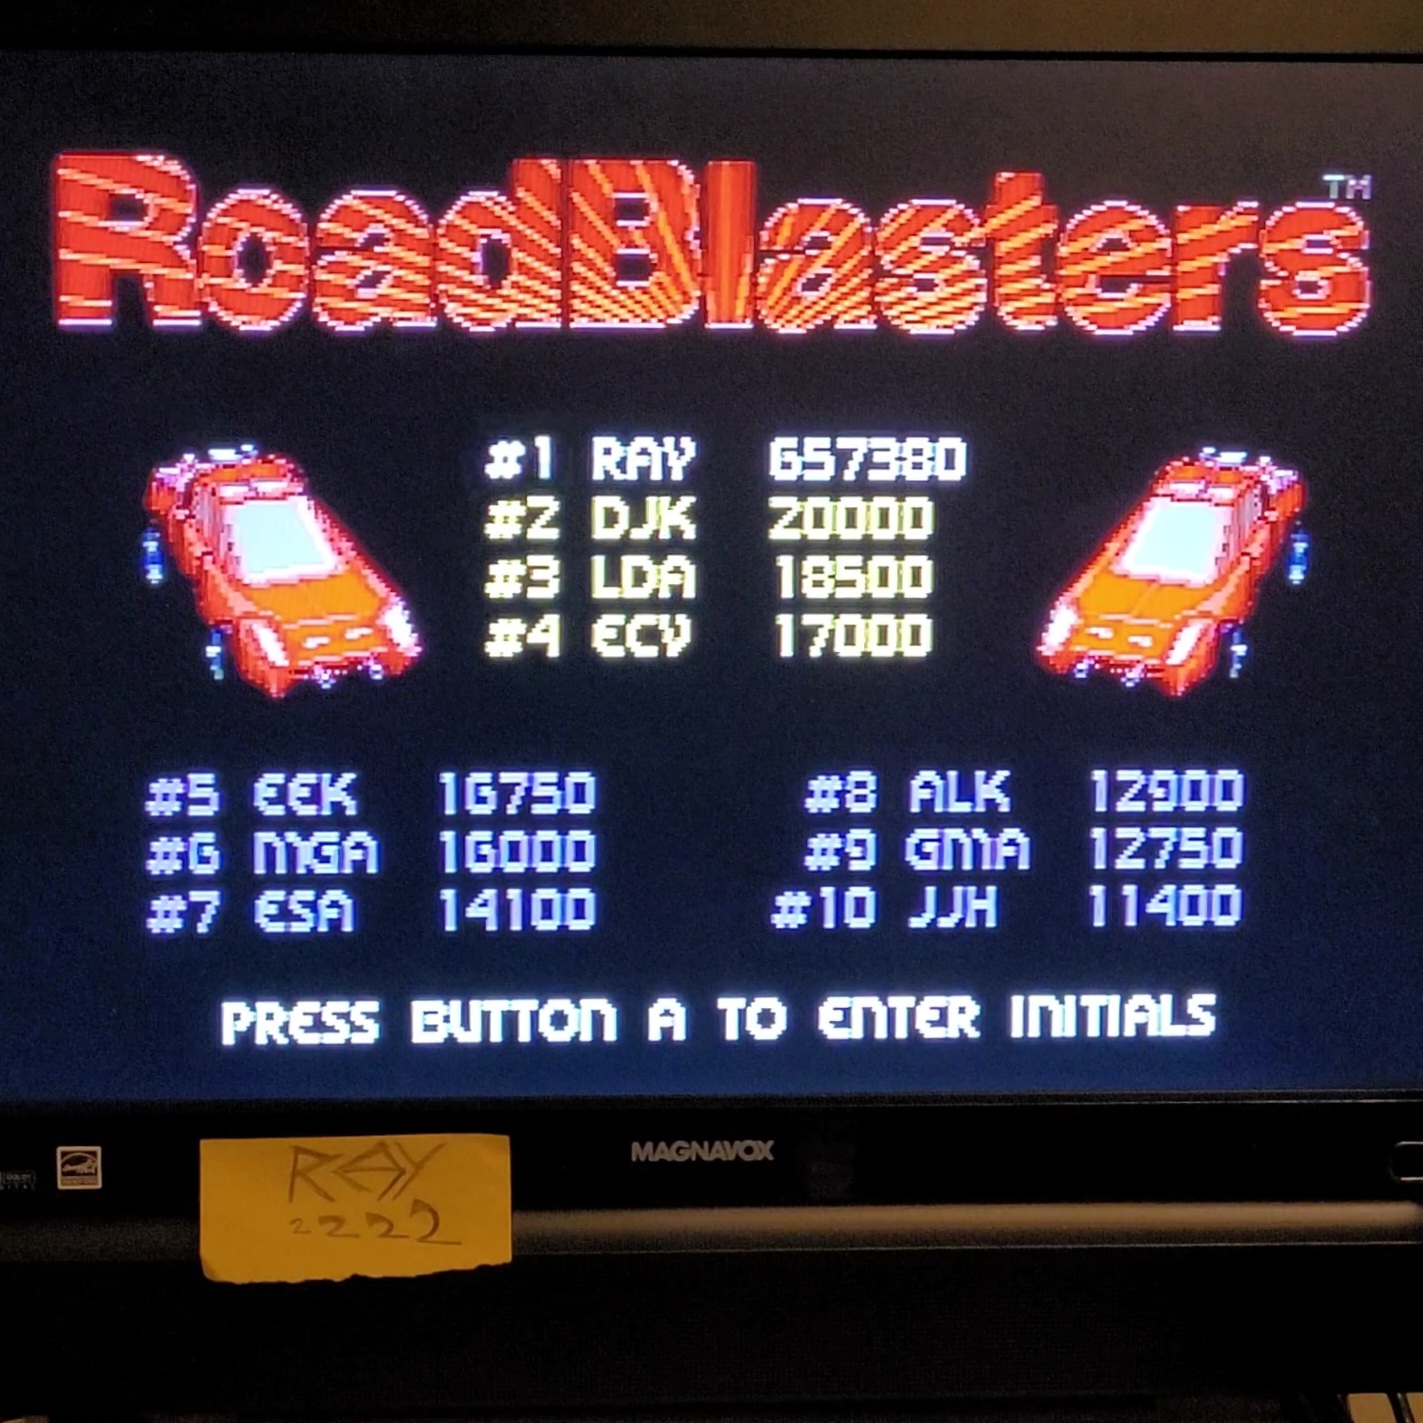 RoadBlasters
TM
#1 RAY 657380
#2 DJK 20000
#3 LDA 18500
#4 ECV 17000
#5 EEK 16750
#6 MGA 16000
#7 ESA 14100
#8 ALK 12900
#9 GMA 12750
#10 JJH 11400
PRESS BUTTON A TO ENTER INITIALS
MAGNAVOX
RAY
2222